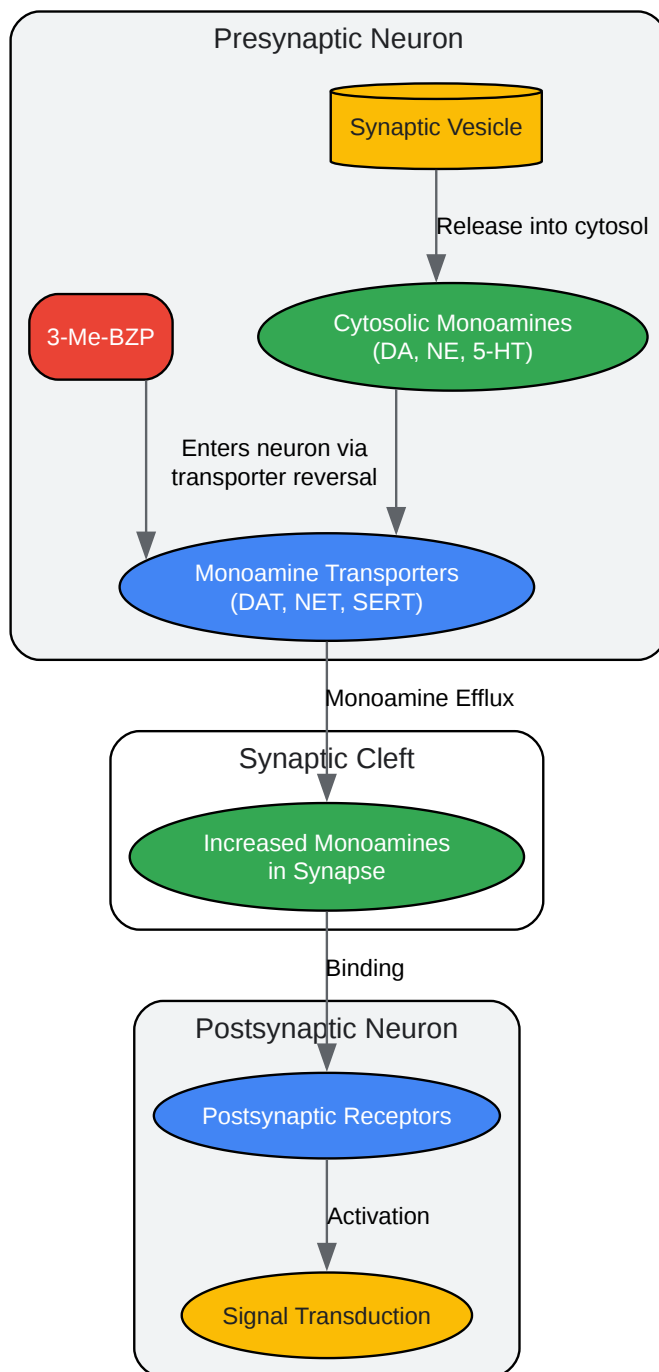 Presynaptic Neuron
Synaptic Vesicle
Release into cytosol
3-Me-BZP
Cytosolic Monoamines
(DA, NE, 5-HT)
Enters neuron via
transporter reversal
Monoamine Transporters
(DAT, NET, SERT)
Monoamine Efflux
Synaptic Cleft
Increased Monoamines
in Synapse
Binding
Postsynaptic Neuron
Postsynaptic Receptors
Activation
Signal Transduction